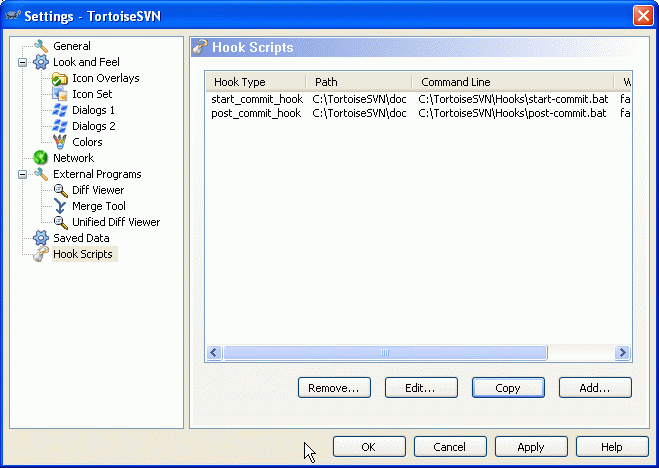 Settings - TortoiseSVN
General
Look and Feel
Icon Overlays
Icon Set
Dialogs 1
Dialogs 2
Colors
Network
External Programs
Diff Viewer
Merge Tool
Unified Diff Viewer
Saved Data
Hook Scripts
Hook Scripts
Hook Type Path Command Line W
start_commit_hook C:\TortoiseSVN\doc C:\TortoiseSVN\Hooks\start-commit.bat fa
post_commit_hook C:\TortoiseSVN\doc C:\TortoiseSVN\Hooks\post-commit.bat fa
Remove... Edit... Copy Add...
OK Cancel Apply Help